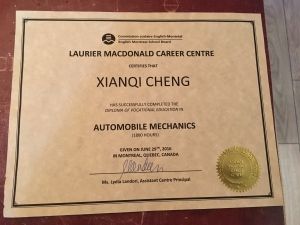 Commission scolaire English-Montréal
English Montreal School Board
LAURIER MACDONALD CAREER CENTRE
CERTIFIES THAT
XIANQI CHENG
HAS SUCCESSFULLY COMPLETED THE
DIPLOMA OF VOCATIONAL EDUCATION IN
AUTOMOBILE MECHANICS
(1800 HOURS)
GIVEN ON JUNE 29TH, 2016
IN MONTREAL, QUEBEC, CANADA
Ms. Lydia Landori, Assistant Centre Principal